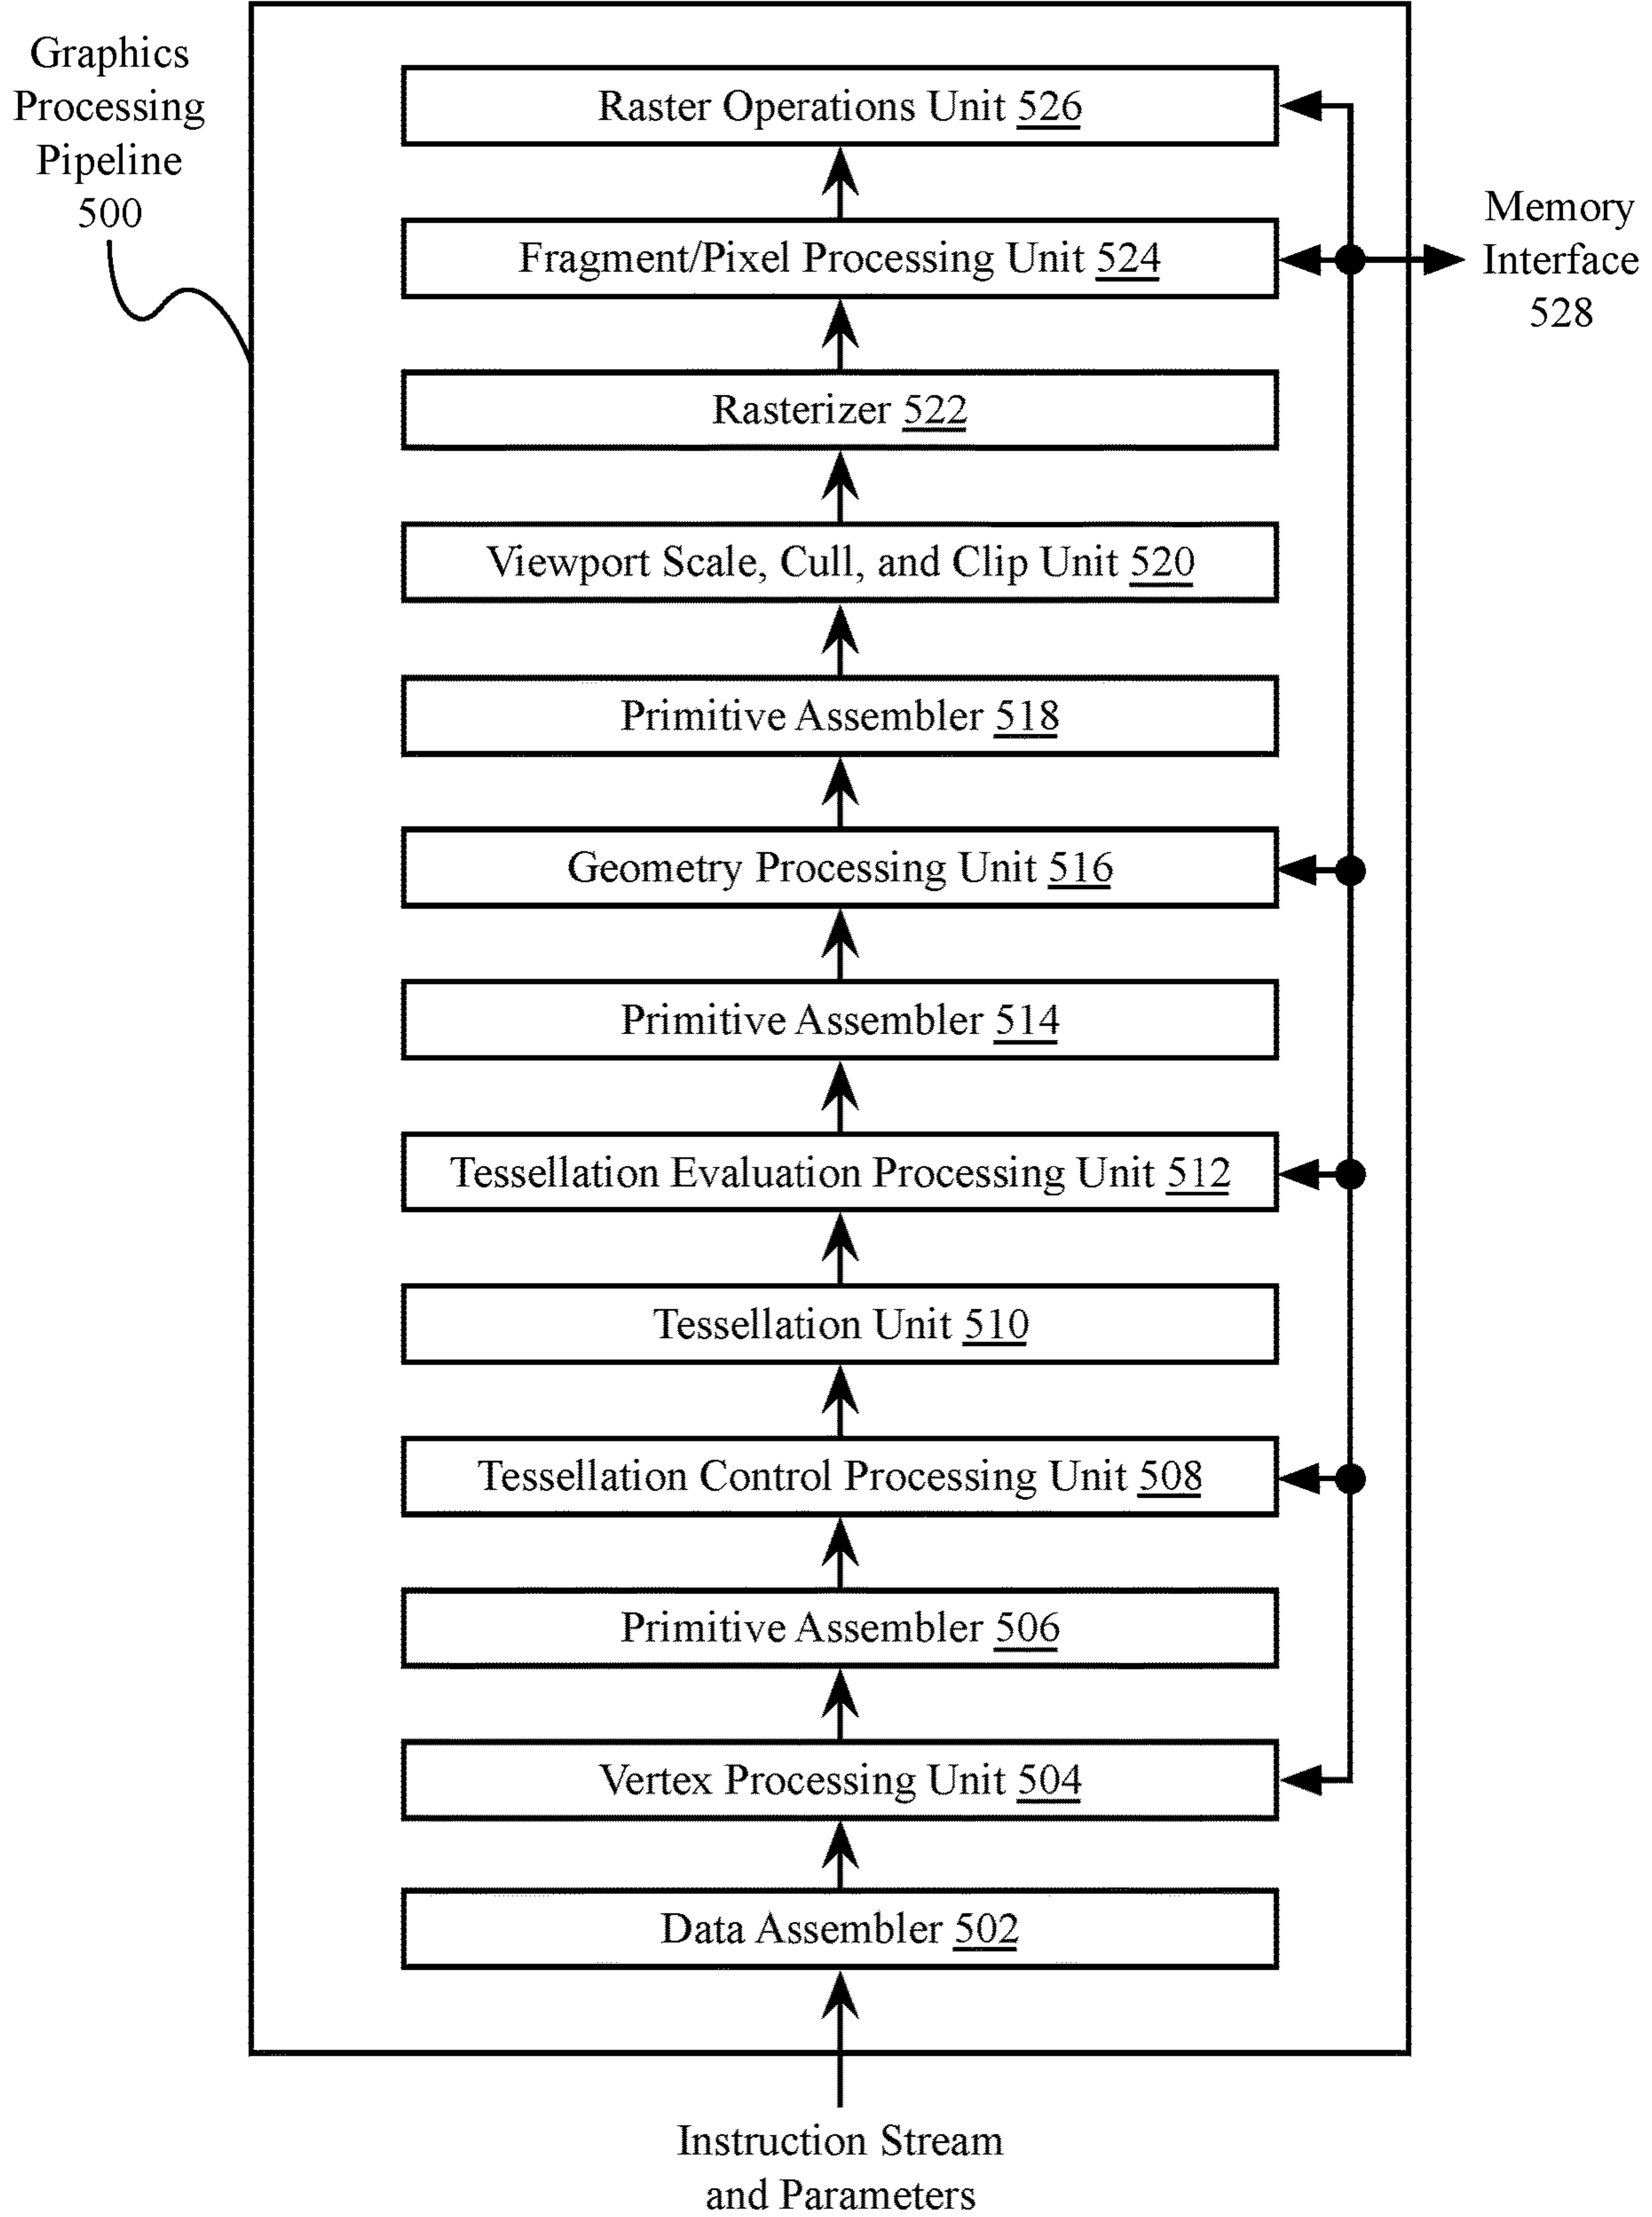 Graphics
Processing
Pipeline
500
Raster Operations Unit 526
Fragment/Pixel Processing Unit 524
Memory
Interface
528
Rasterizer 522
Viewport Scale, Cull, and Clip Unit 520
Primitive Assembler 518
Geometry Processing Unit 516
Primitive Assembler 514
Tessellation Evaluation Processing Unit 512
Tessellation Unit 510
Tessellation Control Processing Unit 508
Primitive Assembler 506
Vertex Processing Unit 504
Data Assembler 502
Instruction Stream
and Parameters